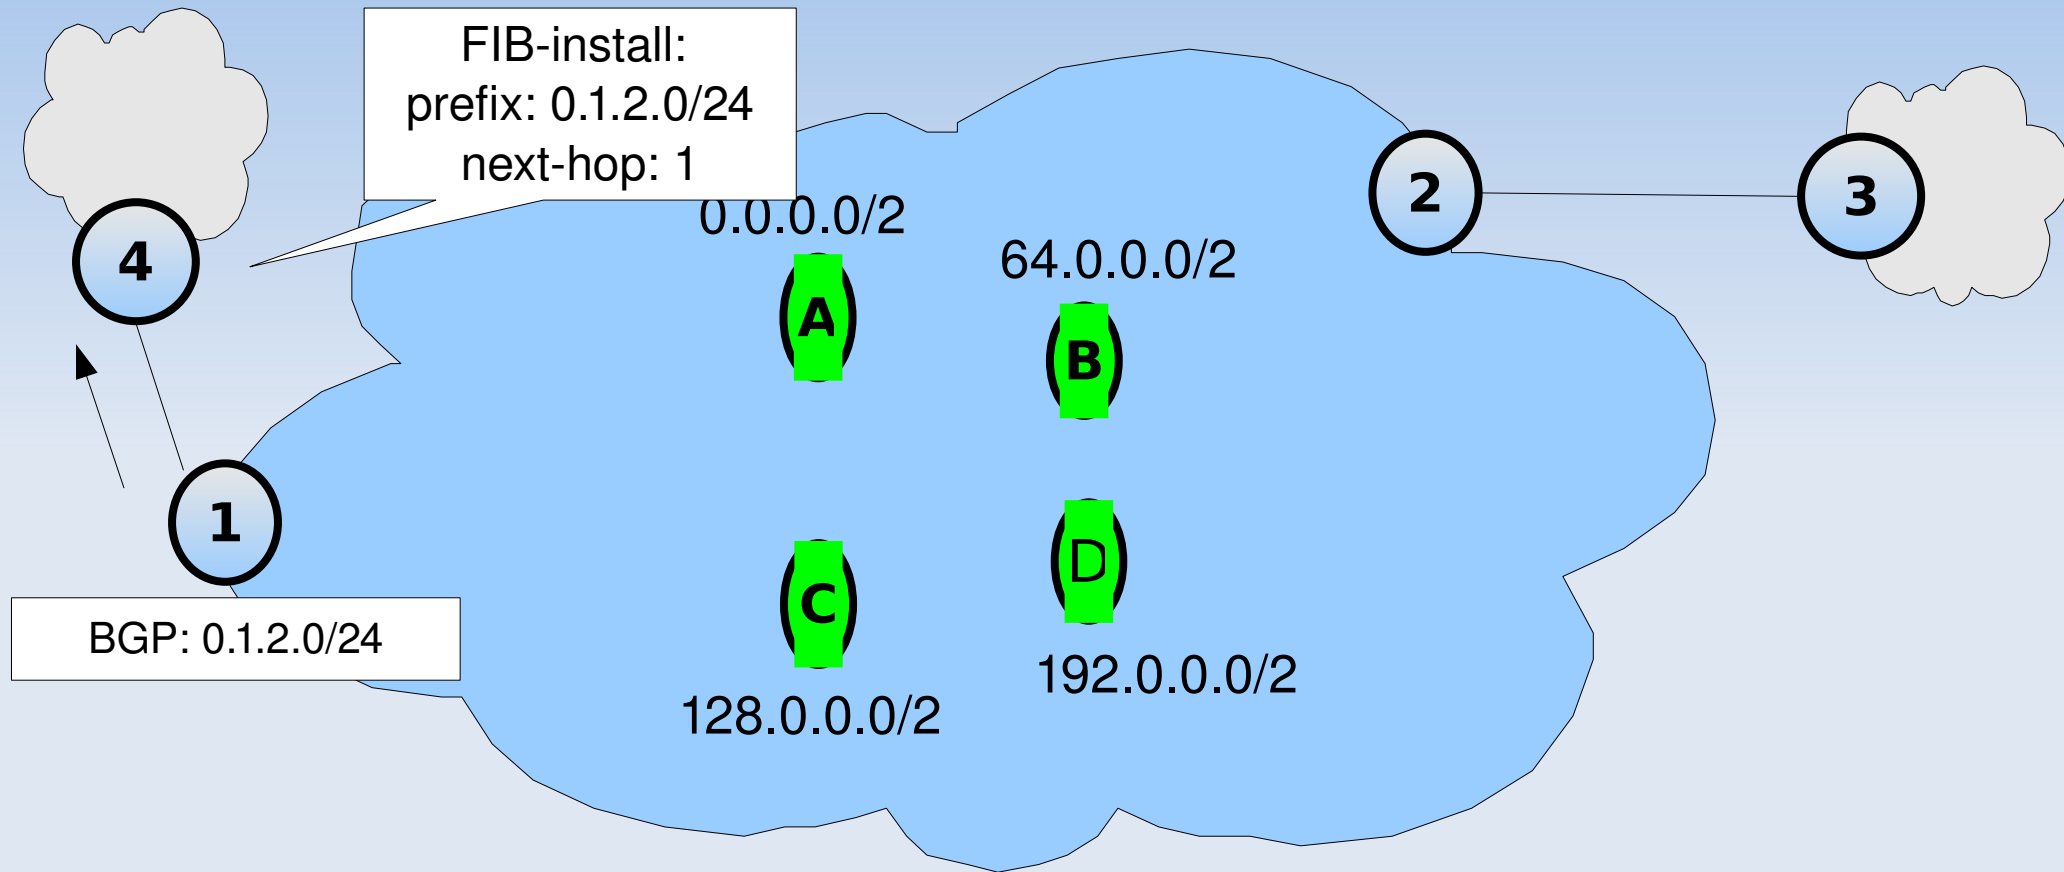 FIB-install:
prefix: 0.1.2.0/24
next-hop: 1
0.0.0.0/2
64.0.0.0/2
2
3
4
A
B
1
C
D
BGP: 0.1.2.0/24
192.0.0.0/2
128.0.0.0/2